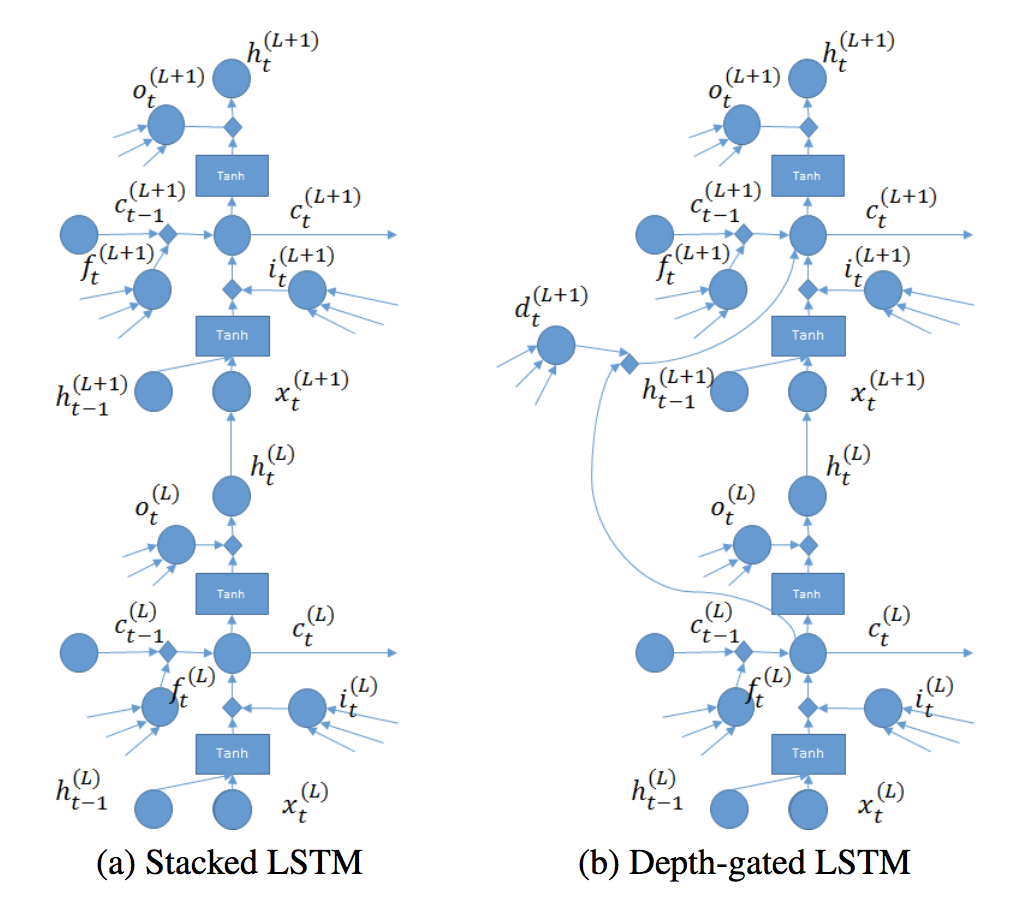 h_t^{(L+1)}
o_t^{(L+1)}
Tanh
c_{t-1}^{(L+1)}
c_t^{(L+1)}
f_t^{(L+1)}
i_t^{(L+1)}
Tanh
h_{t-1}^{(L+1)}
x_t^{(L+1)}
h_t^{(L)}
o_t^{(L)}
Tanh
c_{t-1}^{(L)}
c_t^{(L)}
f_t^{(L)}
i_t^{(L)}
Tanh
h_{t-1}^{(L)}
x_t^{(L)}
(a) Stacked LSTM
h_t^{(L+1)}
o_t^{(L+1)}
Tanh
c_{t-1}^{(L+1)}
c_t^{(L+1)}
f_t^{(L+1)}
i_t^{(L+1)}
d_t^{(L+1)}
Tanh
h_{t-1}^{(L+1)}
x_t^{(L+1)}
h_t^{(L)}
o_t^{(L)}
Tanh
c_{t-1}^{(L)}
c_t^{(L)}
f_t^{(L)}
i_t^{(L)}
Tanh
h_{t-1}^{(L)}
x_t^{(L)}
(b) Depth-gated LSTM